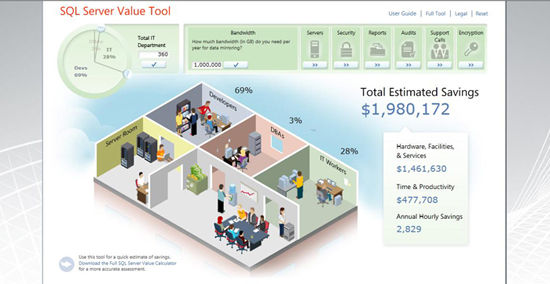 SQL Server Value Tool
User Guide | Full Tool | Legal | Reset
IT
28%
Devs
69%
Total IT
Department
360
Bandwidth
How much bandwidth (in GB) do you need per
year for data mirroring?
1,000,000
Servers
Security
Reports
Audits
Support
Calls
Encryption
69%
Developers
3%
DBAs
28%
IT Workers
Server Room
Total Estimated Savings
$1,980,172
Hardware, Facilities,
& Services
$1,461,630
Time & Productivity
$477,708
Annual Hourly Savings
2,829
Use this tool for a quick estimate of savings.
Download the Full SQL Server Value Calculator
for a more accurate assessment.